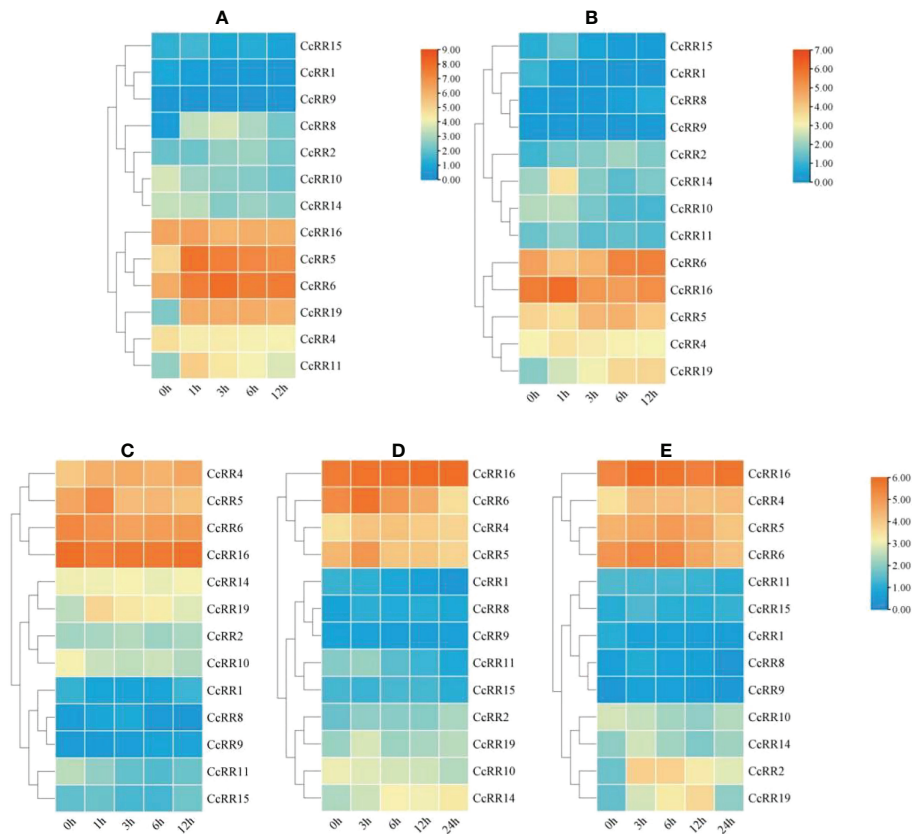 A
B
CcRR15
CcRR1
CcRR9
CcRR8
CcRR2
CcRR10
CcRR14
CcRR16
CcRR5
CcRR6
CcRR19
CcRR4
CcRR11
0h 1h 3h 6h 12h
9.00
8.00
7.00
6.00
5.00
4.00
3.00
2.00
1.00
0.00
CcRR15
CcRR1
CcRR8
CcRR9
CcRR2
CcRR14
CcRR10
CcRR11
CcRR6
CcRR16
CcRR5
CcRR4
CcRR19
0h 1h 3h 6h 12h
7.00
6.00
5.00
4.00
3.00
2.00
1.00
0.00
C
D
E
CcRR4
CcRR5
CcRR6
CcRR16
CcRR14
CcRR19
CcRR2
CcRR10
CcRR1
CcRR8
CcRR9
CcRR11
CcRR15
0h 1h 3h 6h 12h
CcRR16
CcRR6
CcRR4
CcRR5
CcRR1
CcRR8
CcRR9
CcRR11
CcRR15
CcRR2
CcRR19
CcRR10
CcRR14
0h 3h 6h 12h 24h
CcRR16
CcRR4
CcRR5
CcRR6
CcRR11
CcRR15
CcRR1
CcRR8
CcRR9
CcRR10
CcRR14
CcRR2
CcRR19
0h 3h 6h 12h 24h
6.00
5.00
4.00
3.00
2.00
1.00
0.00